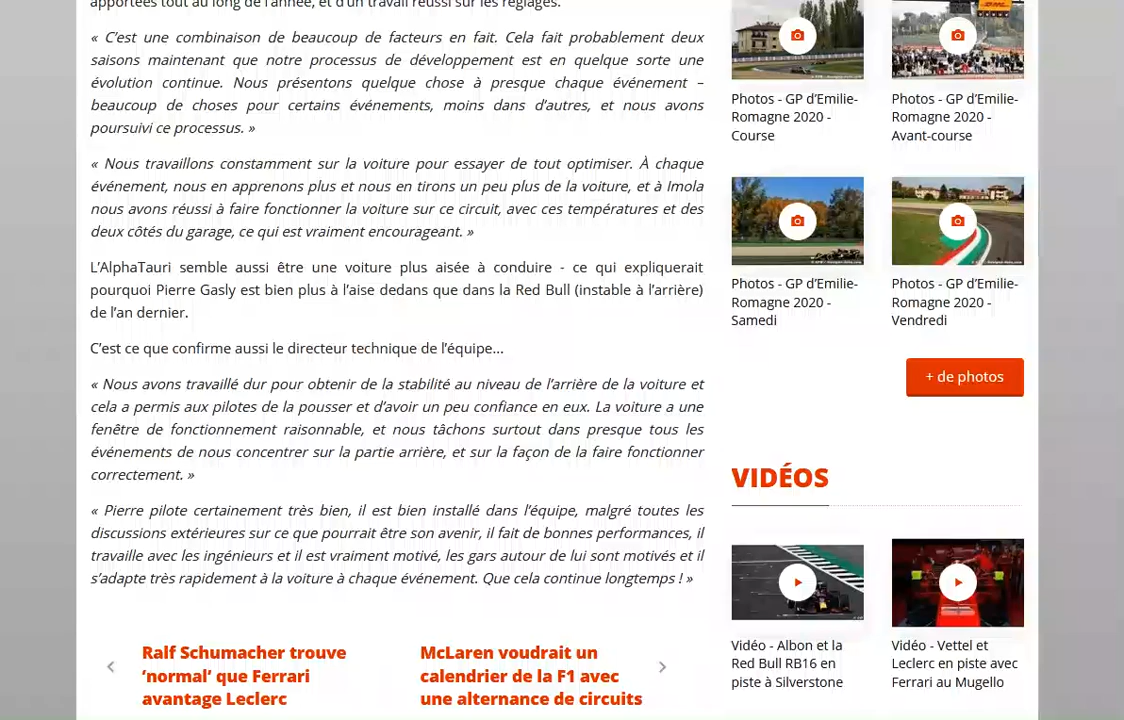 apportées tout au long de l’année, et d’un travail réussi sur les réglages.
« C’est une combinaison de beaucoup de facteurs en fait. Cela fait probablement deux
saisons maintenant que notre processus de développement est en quelque sorte une
évolution continue. Nous présentons quelque chose à presque chaque événement –
beaucoup de choses pour certains événements, moins dans d’autres, et nous avons
poursuivi ce processus. »
« Nous travaillons constamment sur la voiture pour essayer de tout optimiser. À chaque
événement, nous en apprenons plus et nous en tirons un peu plus de la voiture, et à Imola
nous avons réussi à faire fonctionner la voiture sur ce circuit, avec ces températures et des
deux côtés du garage, ce qui est vraiment encourageant. »
L’AlphaTauri semble aussi être une voiture plus aisée à conduire - ce qui expliquerait
pourquoi Pierre Gasly est bien plus à l’aise dedans que dans la Red Bull (instable à l’arrière)
de l’an dernier.
C’est ce que confirme aussi le directeur technique de l’équipe…
« Nous avons travaillé dur pour obtenir de la stabilité au niveau de l’arrière de la voiture et
cela a permis aux pilotes de la pousser et d’avoir un peu confiance en eux. La voiture a une
fenêtre de fonctionnement raisonnable, et nous tâchons surtout dans presque tous les
événements de nous concentrer sur la partie arrière, et sur la façon de la faire fonctionner
correctement. »
« Pierre pilote certainement très bien, il est bien installé dans l’équipe, malgré toutes les
discussions extérieures sur ce que pourrait être son avenir, il fait de bonnes performances, il
travaille avec les ingénieurs et il est vraiment motivé, les gars autour de lui sont motivés et il
s’adapte très rapidement à la voiture à chaque événement. Que cela continue longtemps ! »
Ralf Schumacher trouve
‘normal’ que Ferrari
avantage Leclerc
McLaren voudrait un
calendrier de la F1 avec
une alternance de circuits
Photos - GP d’Emilie-
Romagne 2020 -
Course
Photos - GP d’Emilie-
Romagne 2020 -
Avant-course
Photos - GP d’Emilie-
Romagne 2020 -
Samedi
Photos - GP d’Emilie-
Romagne 2020 -
Vendredi
+ de photos
VIDÉOS
Vidéo - Albon et la
Red Bull RB16 en
piste à Silverstone
Vidéo - Vettel et
Leclerc en piste avec
Ferrari au Mugello